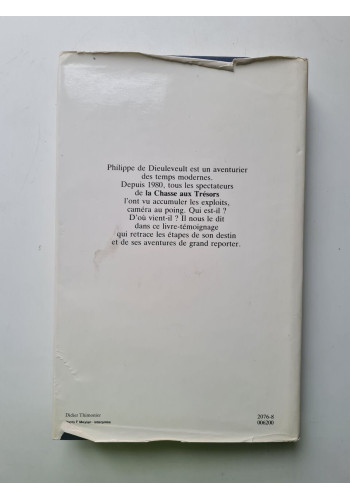 Philippe de Dieuleveult est un aventurier
des temps modernes.
Depuis 1980, tous les spectateurs
de la Chasse aux Trésors
l'ont vu accumuler les exploits,
caméra au poing. Qui est-il ?
D'où vient-il ? Il nous le dit
dans ce livre-témoignage
qui retrace les étapes de son destin
et de ses aventures de grand reporter.
Didier Thimonier
2076-8
006200